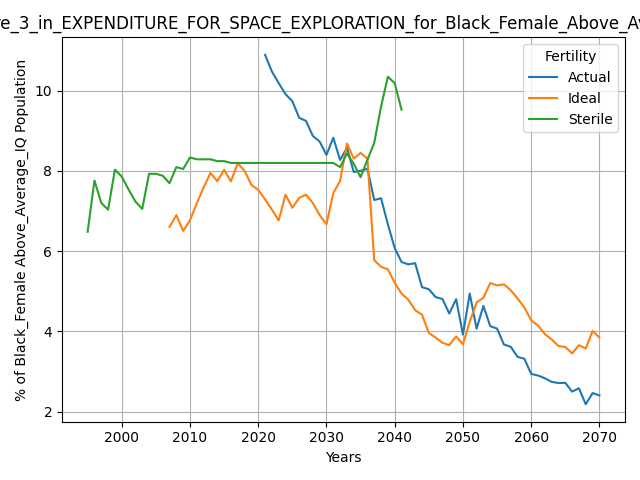 re_3_in_EXPENDITURE_FOR_SPACE_EXPLORATION_for_Black_Female_Above_Av
% of Black_Female Above_Average_IQ Population
10
8
6
4
2
Fertility
Actual
Ideal
Sterile
2000 2010 2020 2030 2040 2050 2060 2070
Years